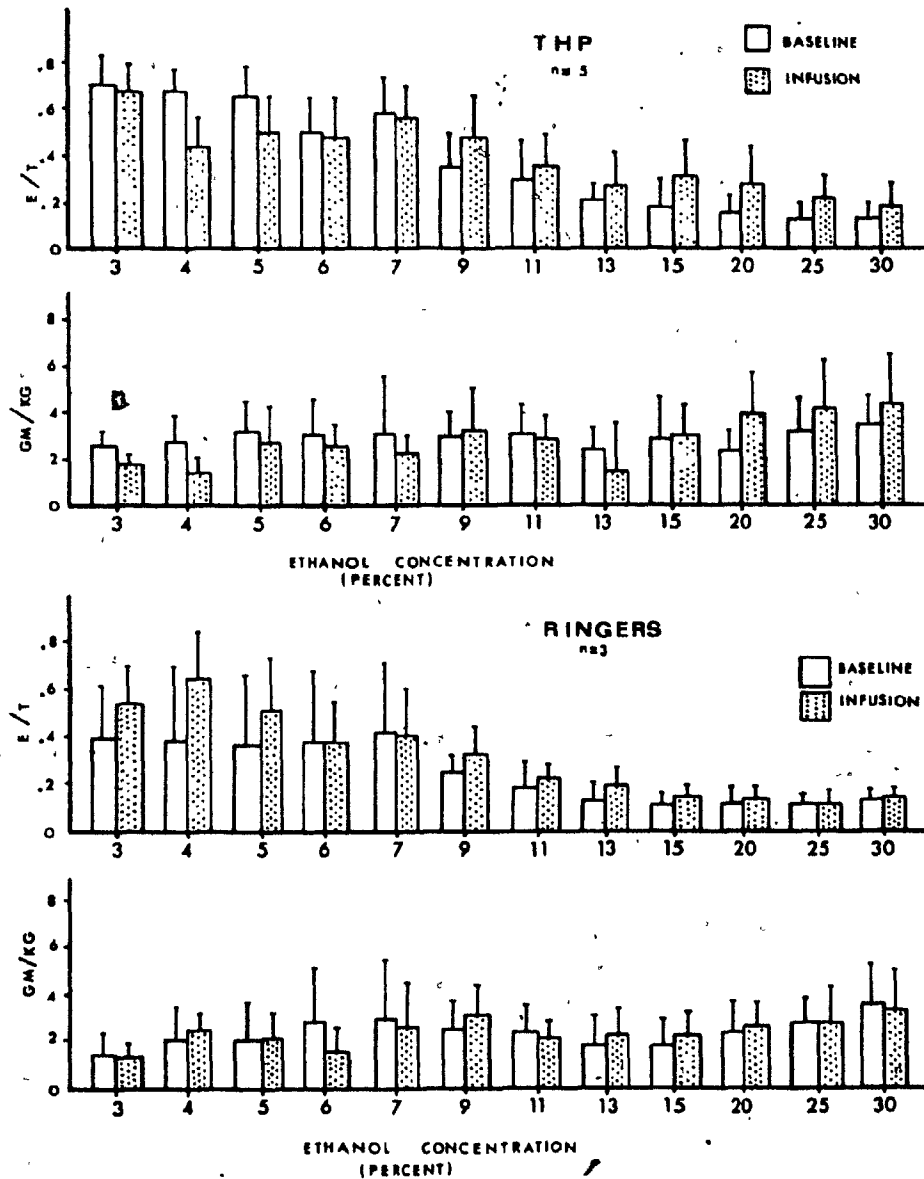 THP
n= 5
BASELINE
INFUSION
E/T
.8
.6
.4
.2
0
3 4 5 6 7 9 11 13 15 20 25 30
GM/KG
8
6
4
2
0
3 4 5 6 7 9 11 13 15 20 25 30
ETHANOL CONCENTRATION
(PERCENT)
RINGERS
n=3
BASELINE
INFUSION
E/T
.8
.6
.4
.2
0
3 4 5 6 7 9 11 13 15 20 25 30
GM/KG
8
6
4
2
0
3 4 5 6 7 9 11 13 15 20 25 30
ETHANOL CONCENTRATION
(PERCENT)